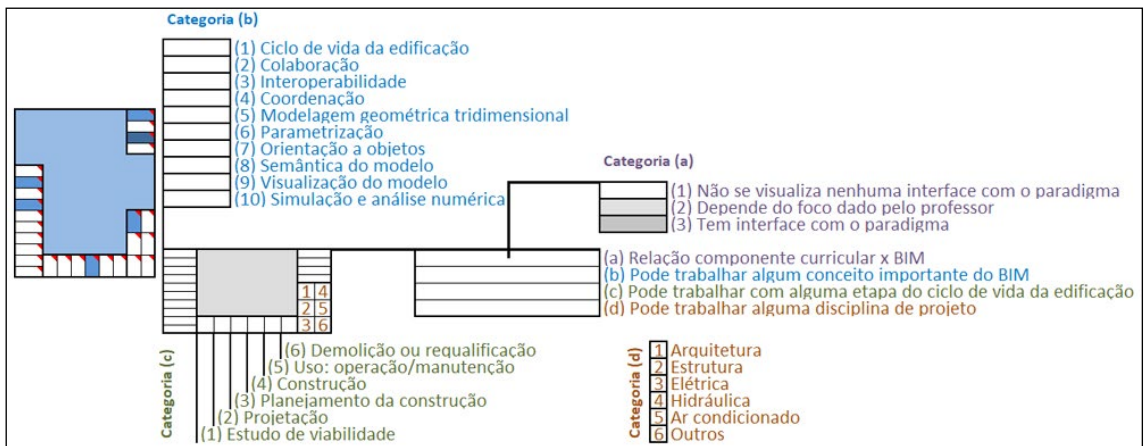 Categoria (b)
(1) Ciclo de vida da edificação
(2) Colaboração
(3) Interoperabilidade
(4) Coordenação
(5) Modelagem geométrica tridimensional
(6) Parametrização
(7) Orientação a objetos
(8) Semântica do modelo
(9) Visualização do modelo
(10) Simulação e análise numérica
Categoria (a)
(1) Não se visualiza nenhuma interface com o paradigma
(2) Depende do foco dado pelo professor
(3) Tem interface com o paradigma
(a) Relação componente curricular x BIM
(b) Pode trabalhar algum conceito importante do BIM
(c) Pode trabalhar com alguma etapa do ciclo de vida da edificação
(d) Pode trabalhar alguma disciplina de projeto
1 4
2 5
3 6
Categoria (c)
(6) Demolição ou requalificação
(5) Uso: operação/manutenção
(4) Construção
(3) Planejamento da construção
(2) Projetação
(1) Estudo de viabilidade
Categoria (d)
1 Arquitetura
2 Estrutura
3 Elétrica
4 Hidráulica
5 Ar condicionado
6 Outros